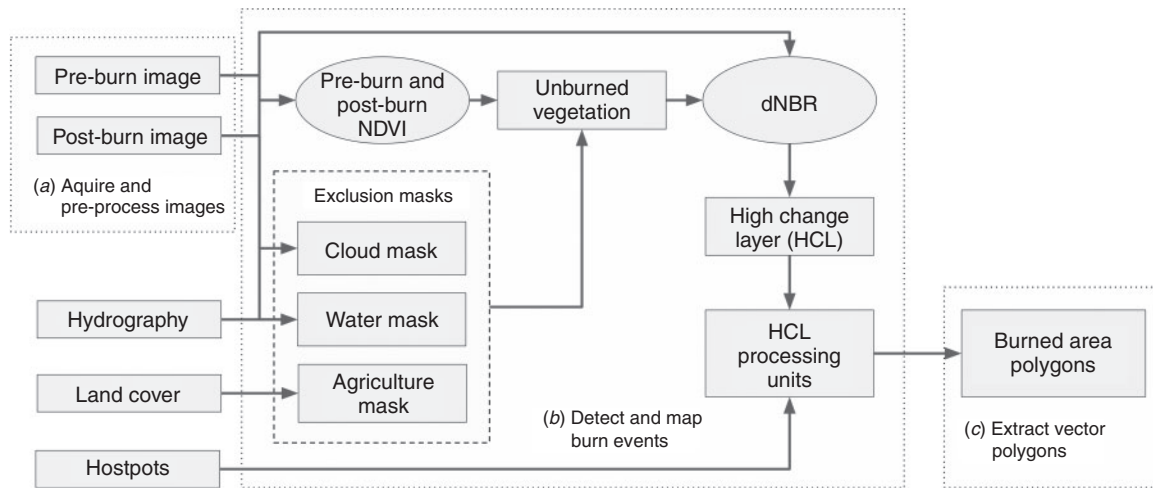 Pre-burn image
Post-burn image
(a) Aquire and
pre-process images
Hydrography
Land cover
Hostpots
Pre-burn and
post-burn
NDVI
Unburned
vegetation
dNBR
Exclusion masks
Cloud mask
Water mask
Agriculture
mask
High change
layer (HCL)
HCL
processing
units
(b) Detect and map
burn events
Burned area
polygons
(c) Extract vector
polygons